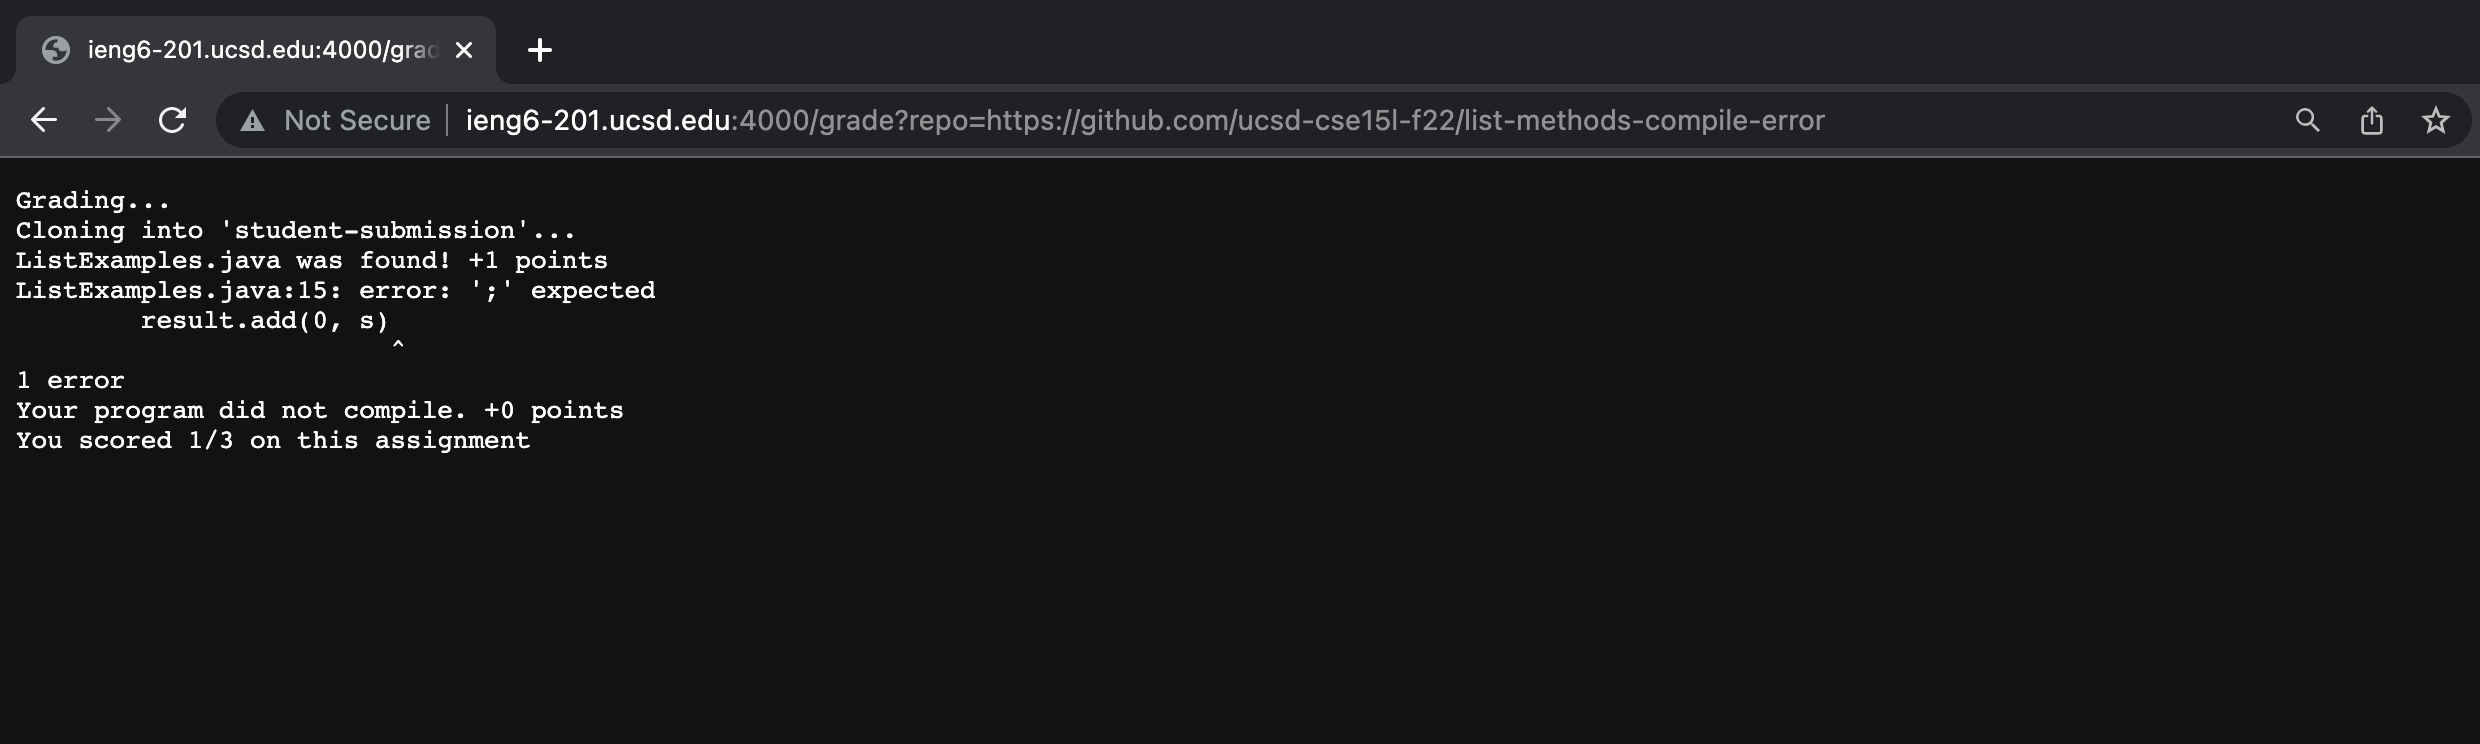 ieng6-201.ucsd.edu:4000/grad
Not Secure
ieng6-201.ucsd.edu:4000/grade?repo=https://github.com/ucsd-cse15l-f22/list-methods-compile-error
Grading...
Cloning into 'student-submission'...
ListExamples.java was found! +1 points
ListExamples.java:15: error: ';' expected
        result.add(0, s)
                        ^
1 error
Your program did not compile. +0 points
You scored 1/3 on this assignment